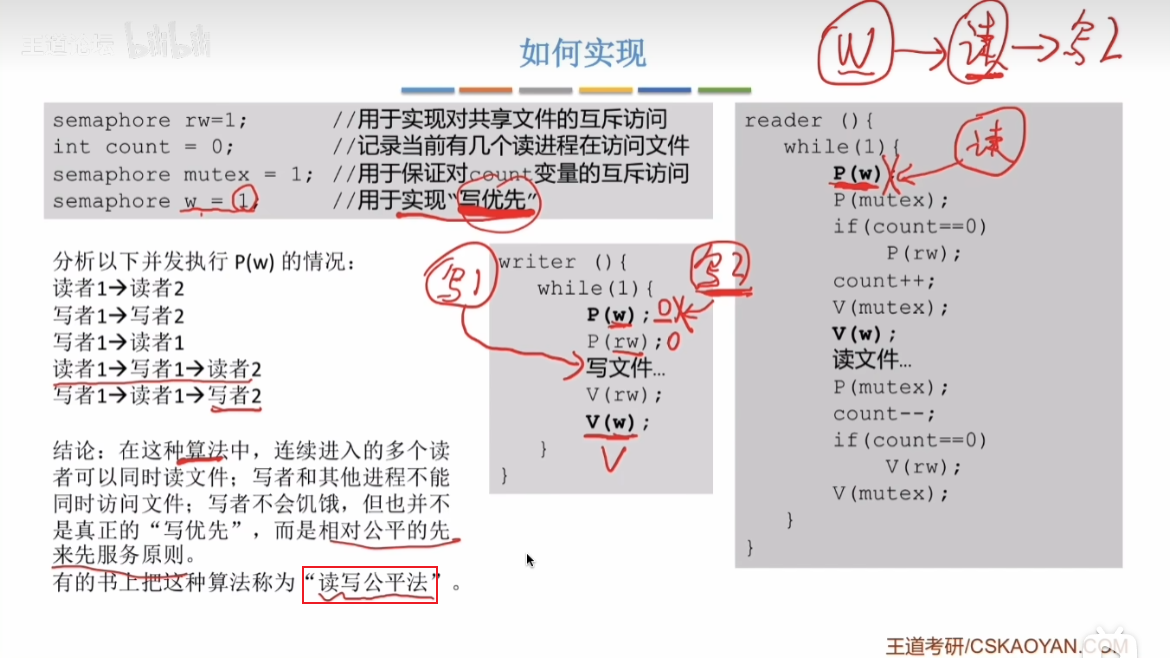 王道论坛 bilibili
如何实现
W → 读 → 写2
semaphore rw=1; //用于实现对共享文件的互斥访问
int count = 0; //记录当前有几个读进程在访问文件
semaphore mutex = 1; //用于保证对count变量的互斥访问
semaphore w = 1; //用于实现“写优先”
分析以下并发执行 P(w) 的情况：
读者1→读者2
写者1→写者2
写者1→读者1
读者1→写者1→读者2
写者1→读者1→写者2
结论：在这种算法中，连续进入的多个读
者可以同时读文件；写者和其他进程不能
同时访问文件；写者不会饥饿，但也并不
是真正的“写优先”，而是相对公平的先
来先服务原则。
有的书上把这种算法称为“读写公平法”。
写1
写2
writer (){
while(1){
P(w); 0
P(rw); 0
写文件…
V(rw);
V(w);
V
}
}
reader (){
while(1){
读
P(w);
P(mutex);
if(count==0)
P(rw);
count++;
V(mutex);
V(w);
读文件…
P(mutex);
count--;
if(count==0)
V(rw);
V(mutex);
}
}
王道考研/CSKAOYAN.COM